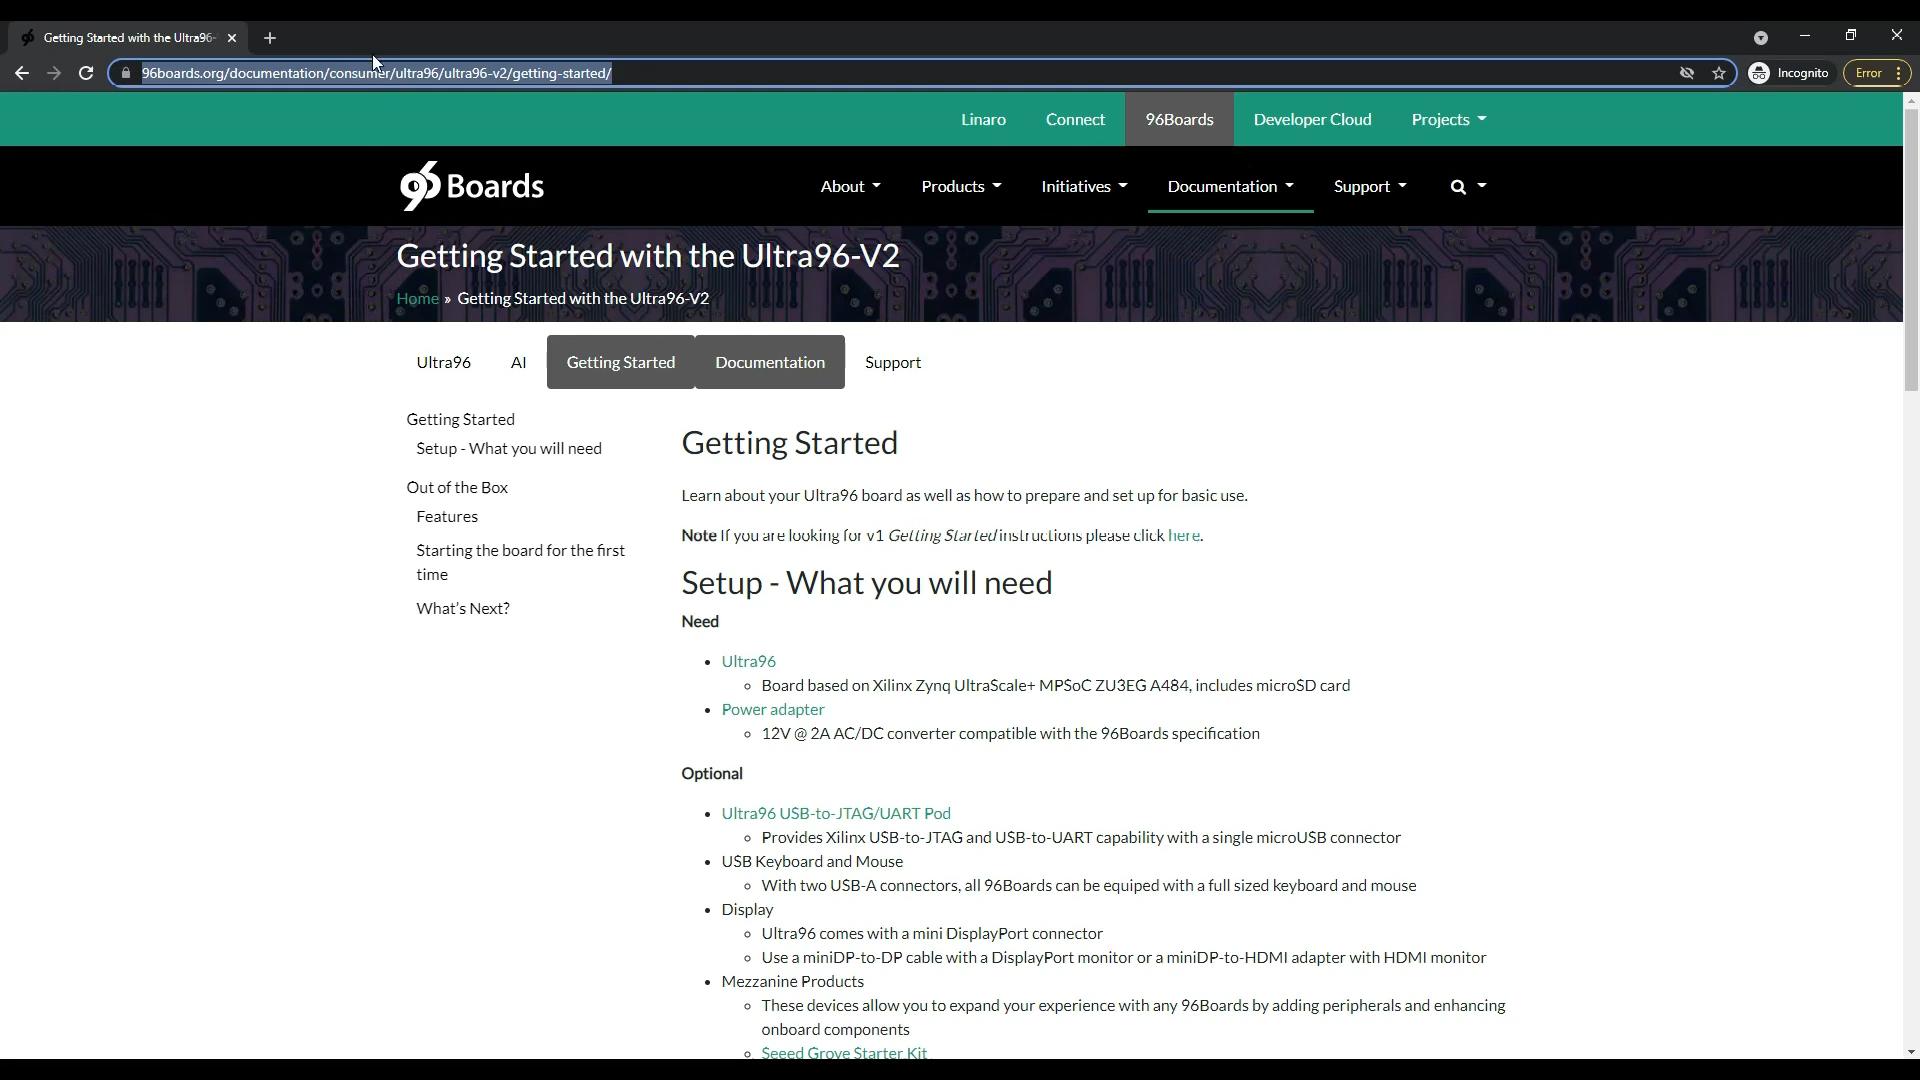 Getting Started with the Ultra96-
96boards.org/documentation/consumer/ultra96/ultra96-v2/getting-started/
Incognito
Error
Linaro
Connect
96Boards
Developer Cloud
Projects
96 Boards
About
Products
Initiatives
Documentation
Support
Getting Started with the Ultra96-V2
Home » Getting Started with the Ultra96-V2
Ultra96
AI
Getting Started
Documentation
Support
Getting Started
Setup - What you will need
Out of the Box
Features
Starting the board for the first
time
What's Next?
Getting Started
Learn about your Ultra96 board as well as how to prepare and set up for basic use.
Note If you are looking for v1 Getting Started instructions please click here.
Setup - What you will need
Need
• Ultra96
Board based on Xilinx Zynq UltraScale+ MPSoC ZU3EG A484, includes microSD card
• Power adapter
12V @ 2A AC/DC converter compatible with the 96Boards specification
Optional
• Ultra96 USB-to-JTAG/UART Pod
Provides Xilinx USB-to-JTAG and USB-to-UART capability with a single microUSB connector
• USB Keyboard and Mouse
With two USB-A connectors, all 96Boards can be equiped with a full sized keyboard and mouse
• Display
Ultra96 comes with a mini DisplayPort connector
Use a miniDP-to-DP cable with a DisplayPort monitor or a miniDP-to-HDMI adapter with HDMI monitor
• Mezzanine Products
These devices allow you to expand your experience with any 96Boards by adding peripherals and enhancing
onboard components
Seeed Grove Starter Kit